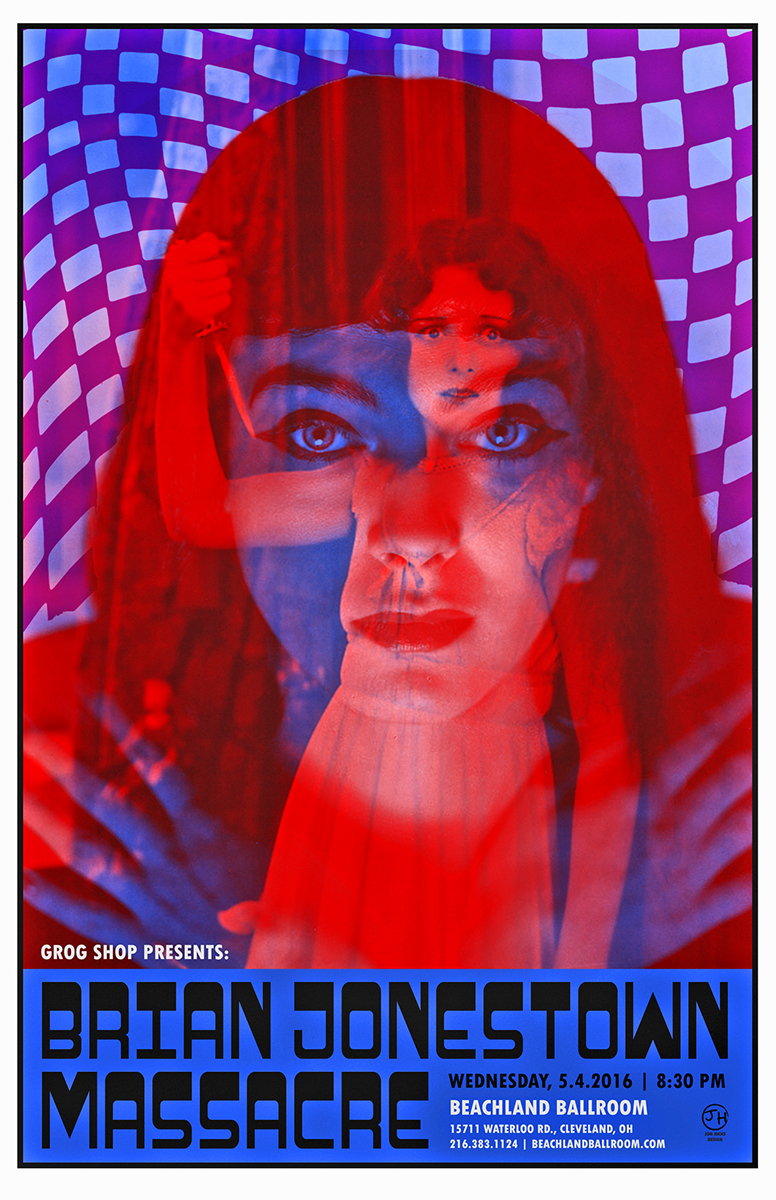 GROG SHOP PRESENTS:
BRIAN JONESTOWN
MASSACRE
WEDNESDAY, 5.4.2016 | 8:30 PM
BEACHLAND BALLROOM
15711 WATERLOO RD., CLEVELAND, OH
216.383.1124 | BEACHLANDBALLROOM.COM
JH